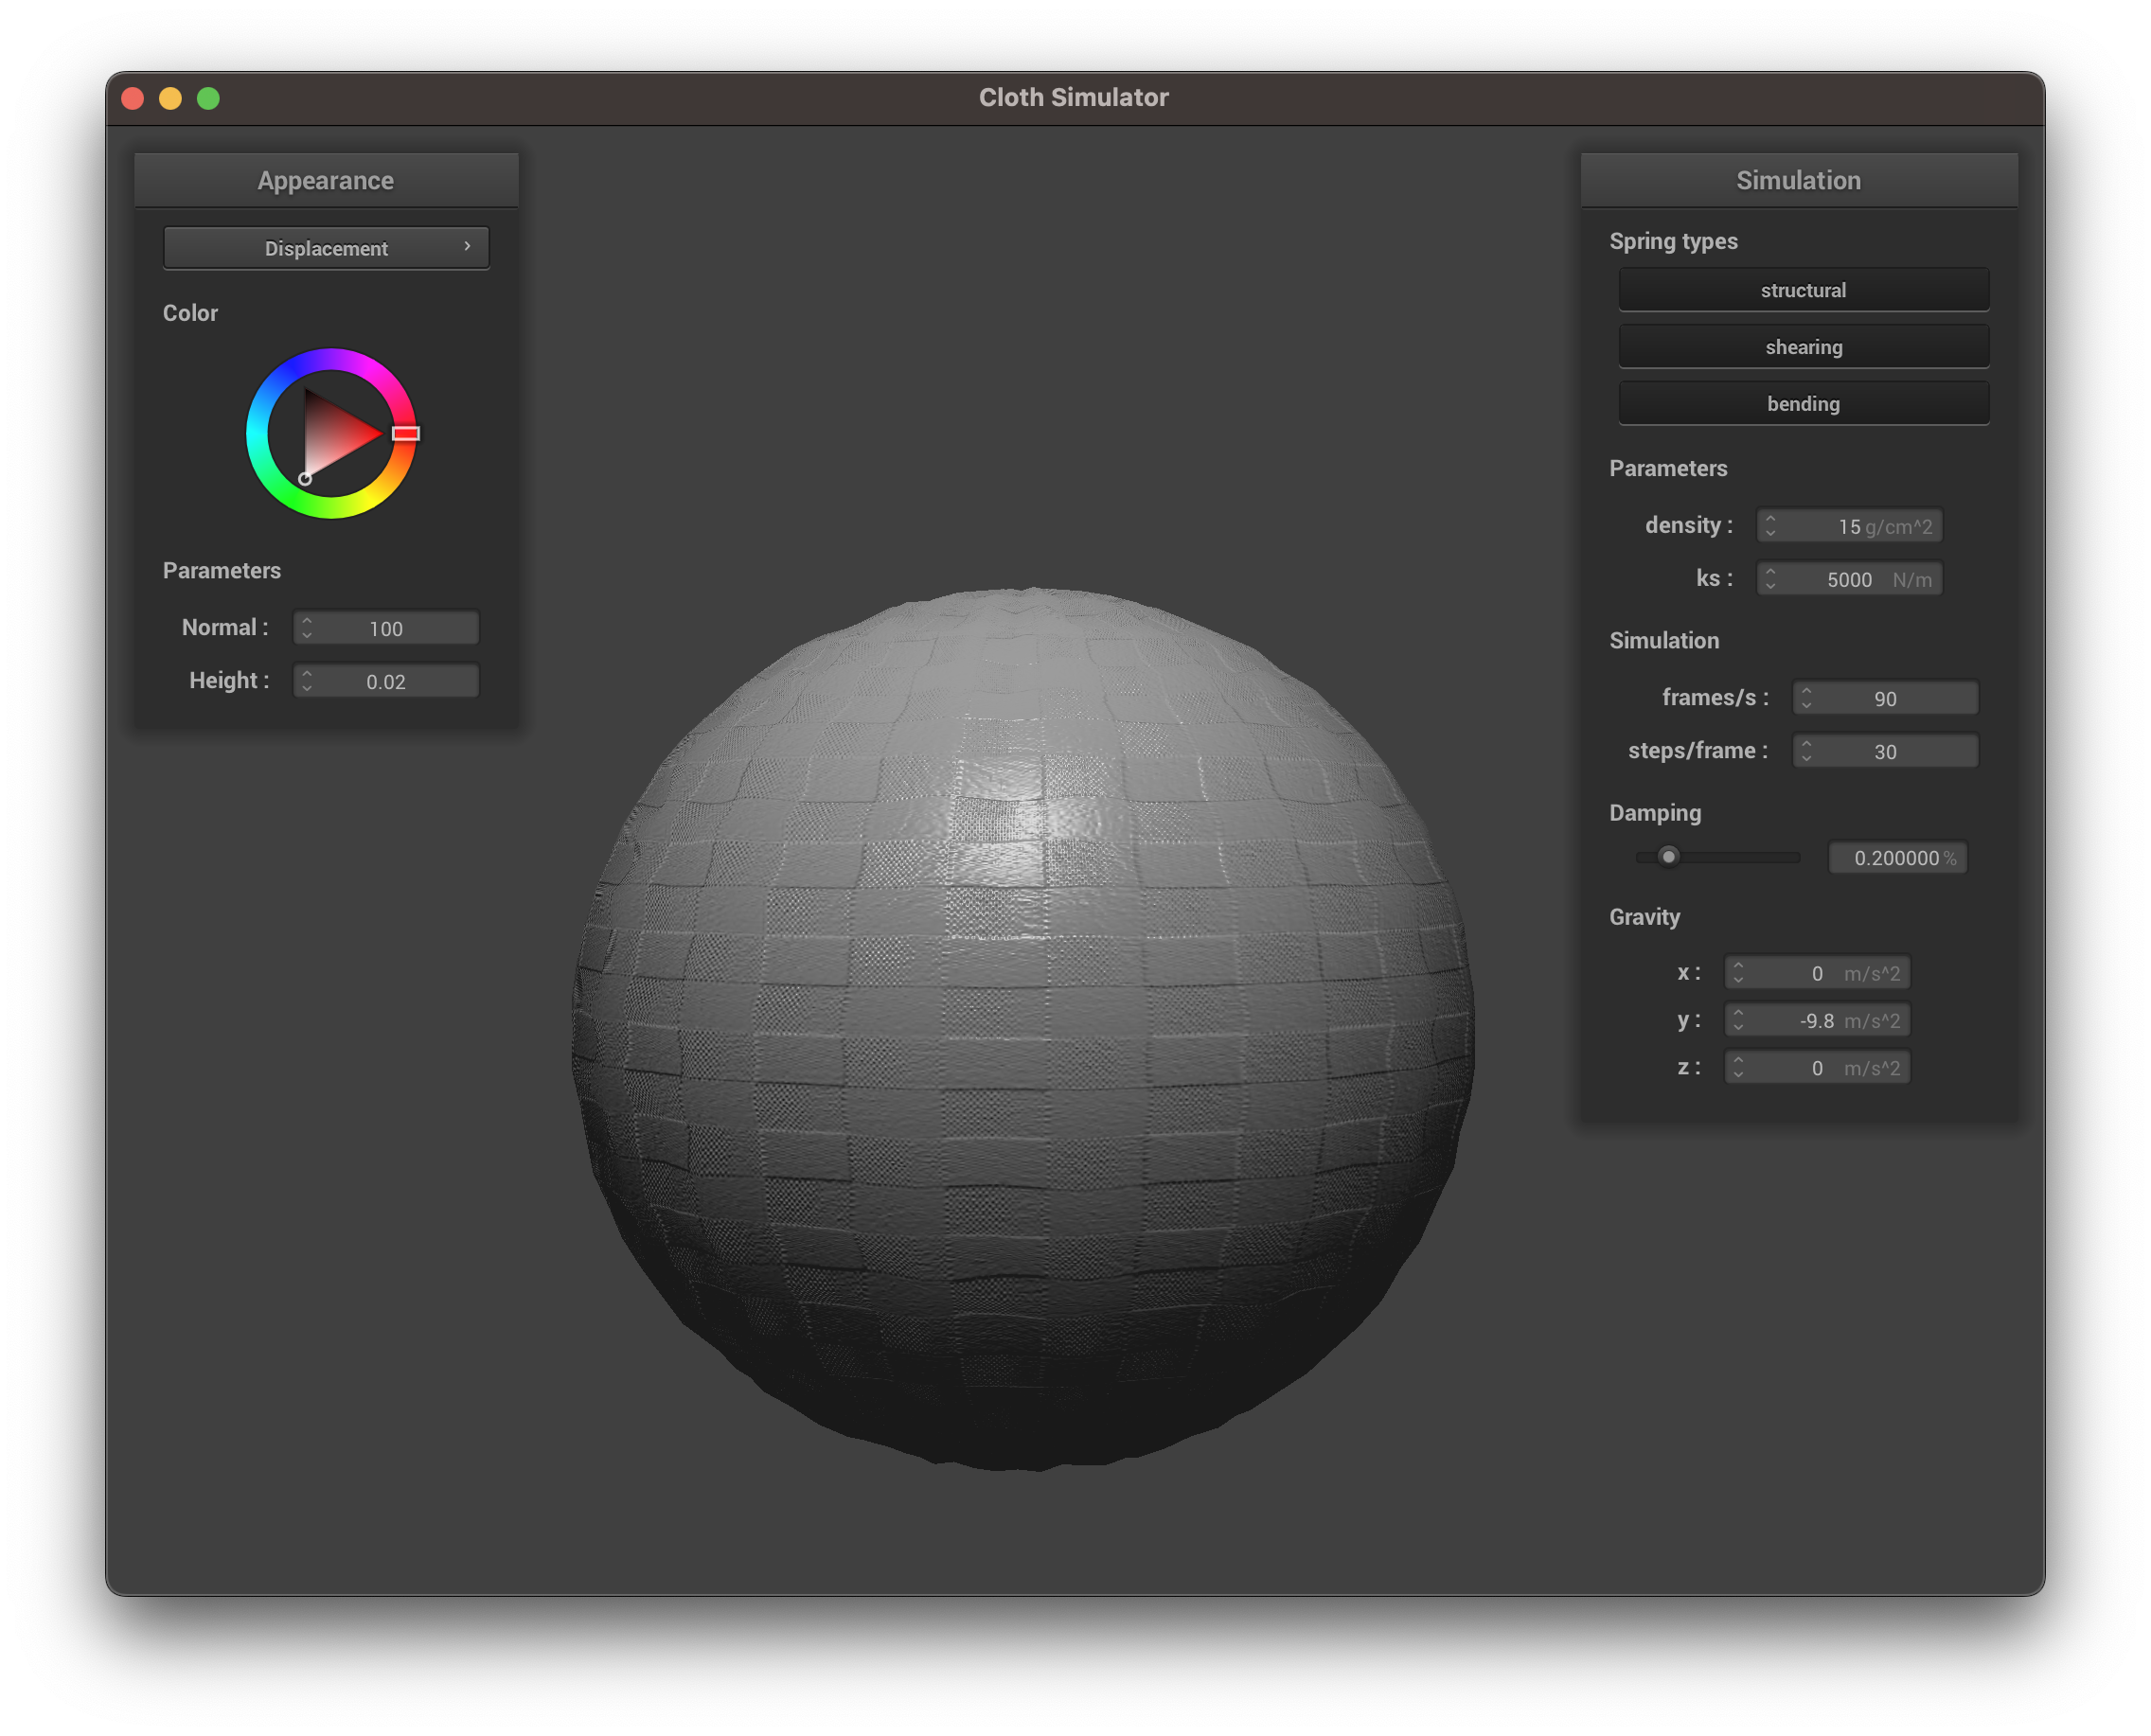 Cloth Simulator
Appearance
Displacement
Color
Parameters
Normal : 100
Height : 0.02
Simulation
Spring types
structural
shearing
bending
Parameters
density : 15 g/cm^2
ks : 5000 N/m
Simulation
frames/s : 90
steps/frame : 30
Damping
0.200000 %
Gravity
x : 0 m/s^2
y : -9.8 m/s^2
z : 0 m/s^2